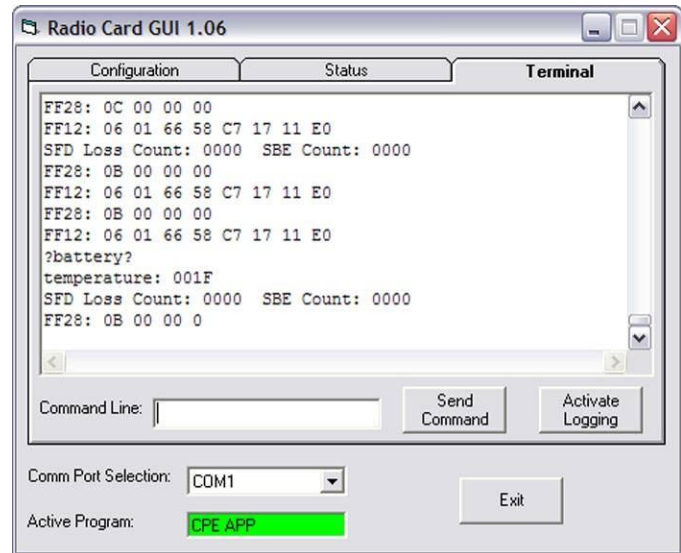 Radio Card GUI 1.06
Configuration Status Terminal
FF28: 0C 00 00 00
FF12: 06 01 66 58 C7 17 11 E0
SFD Loss Count: 0000 SBE Count: 0000
FF28: 0B 00 00 00
FF12: 06 01 66 58 C7 17 11 E0
FF28: 0B 00 00 00
FF12: 06 01 66 58 C7 17 11 E0
?battery?
temperature: 001F
SFD Loss Count: 0000 SBE Count: 0000
FF28: 0B 00 00 0
Command Line:
Send
Command
Activate
Logging
Comm Port Selection: COM1
Exit
Active Program: CPE APP